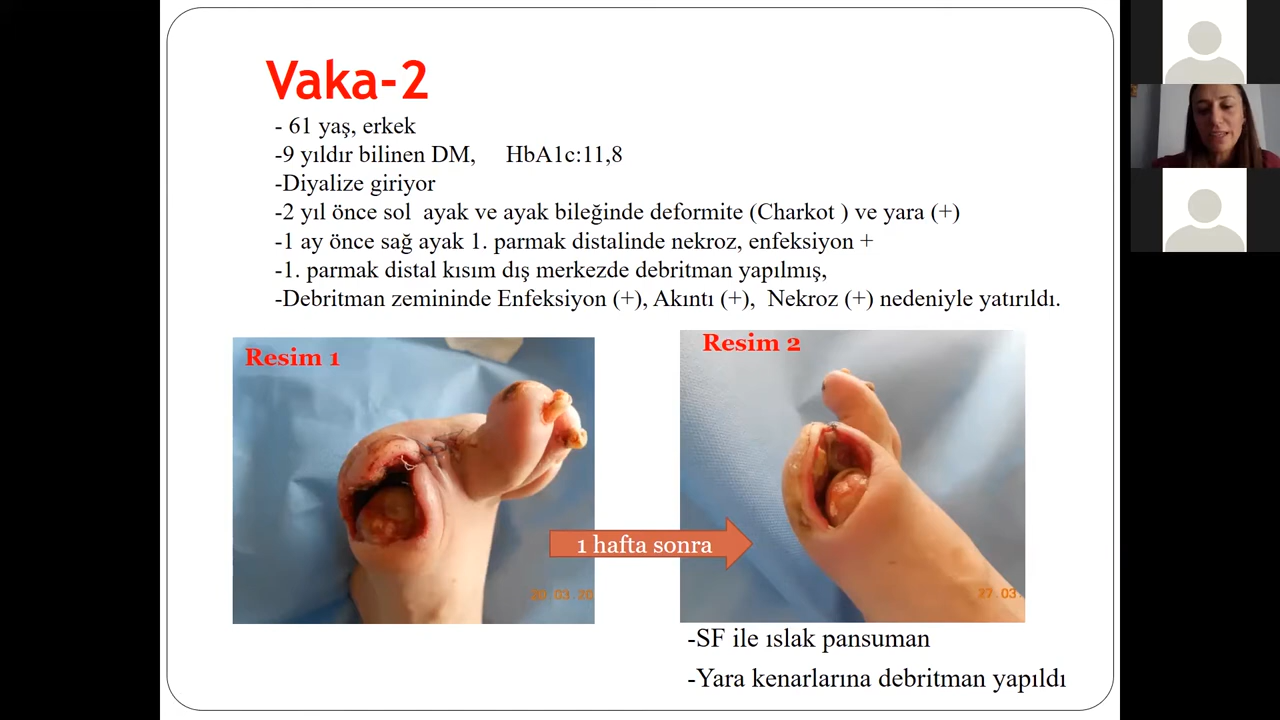 Vaka-2
- 61 yaş, erkek
-9 yıldır bilinen DM, HbA1c:11,8
-Diyalize giriyor
-2 yıl önce sol ayak ve ayak bileğinde deformite (Charkot ) ve yara (+)
-1 ay önce sağ ayak 1. parmak distalinde nekroz, enfeksiyon +
-1. parmak distal kısım dış merkezde debritman yapılmış,
-Debritman zemininde Enfeksiyon (+), Akıntı (+), Nekroz (+) nedeniyle yatırıldı.
Resim 1
Resim 2
1 hafta sonra
27.03.
-SF ile ıslak pansuman
-Yara kenarlarına debritman yapıldı